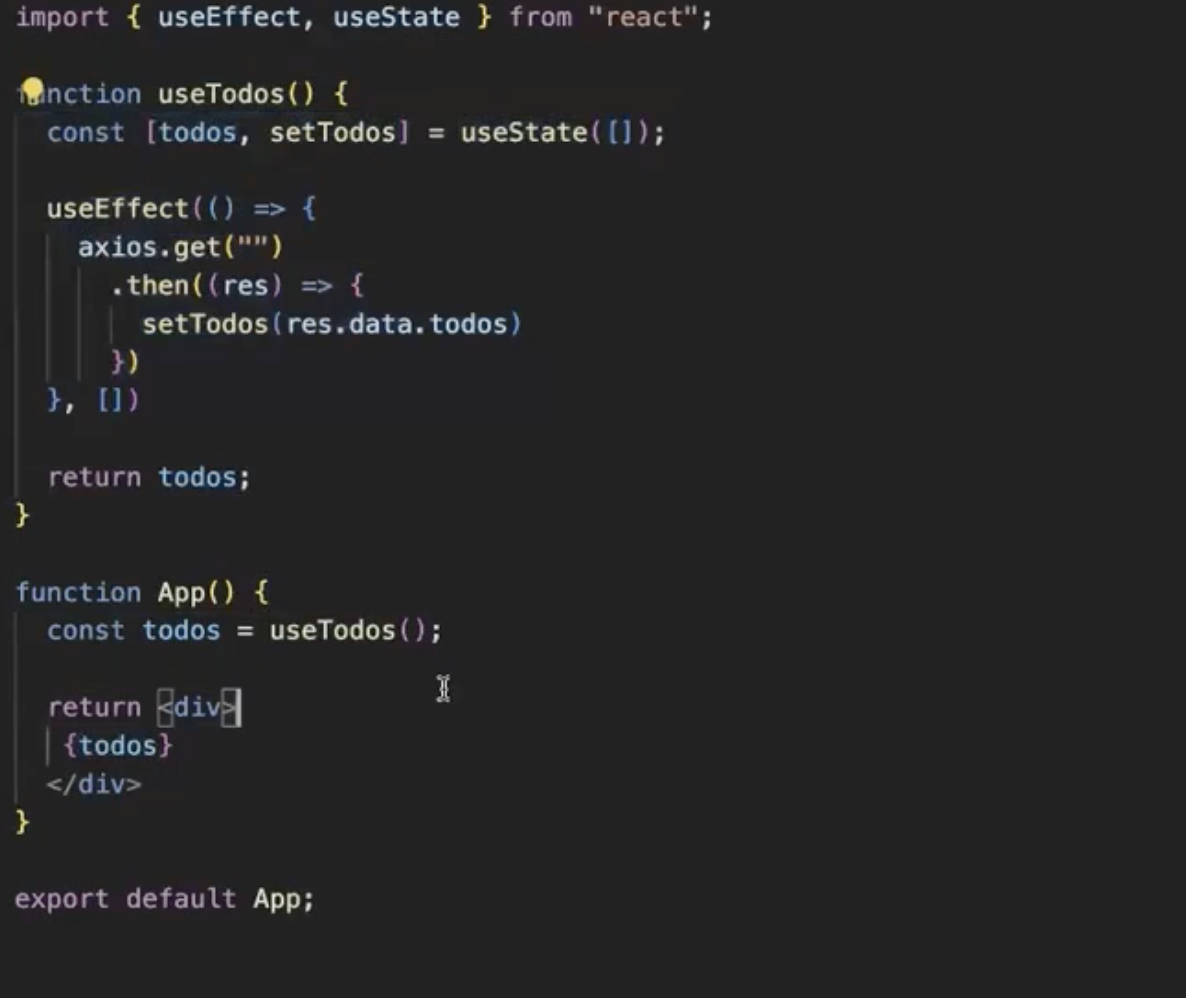 import { useEffect, useState } from "react";
function useTodos() {
const [todos, setTodos] = useState([]);
useEffect(() => {
axios.get("")
.then((res) => {
setTodos(res.data.todos)
})
}, [])
return todos;
}
function App() {
const todos = useTodos();
return <div>
{todos}
</div>
}
export default App;